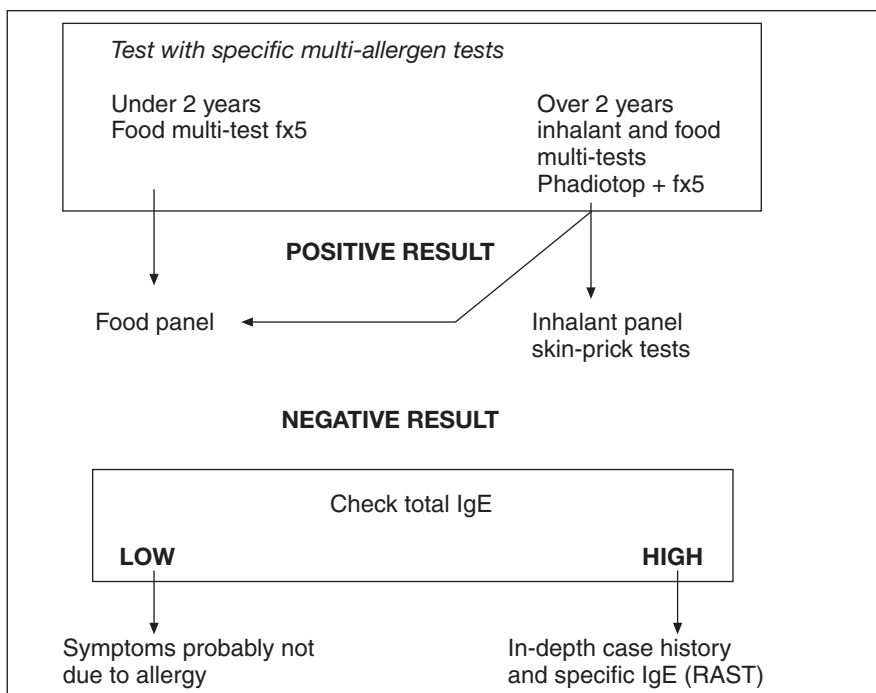 Test with specific multi-allergen tests
Under 2 years
Food multi-test fx5
Over 2 years
inhalant and food
multi-tests
Phadiotop + fx5
POSITIVE RESULT
Food panel
Inhalant panel
skin-prick tests
NEGATIVE RESULT
Check total IgE
LOW
HIGH
Symptoms probably not
due to allergy
In-depth case history
and specific IgE (RAST)